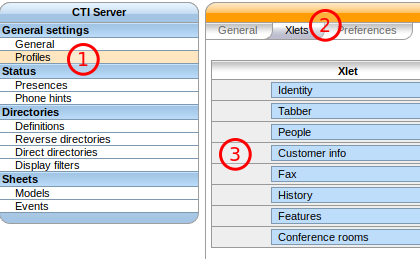 CTI Server
General settings
General
Profiles
1
Status
Presences
Phone hints
Directories
Definitions
Reverse directories
Direct directories
Display filters
Sheets
Models
Events
General Xlets 2 Preferences
Xlet
Identity
Tabber
People
3 Customer info
Fax
History
Features
Conference rooms